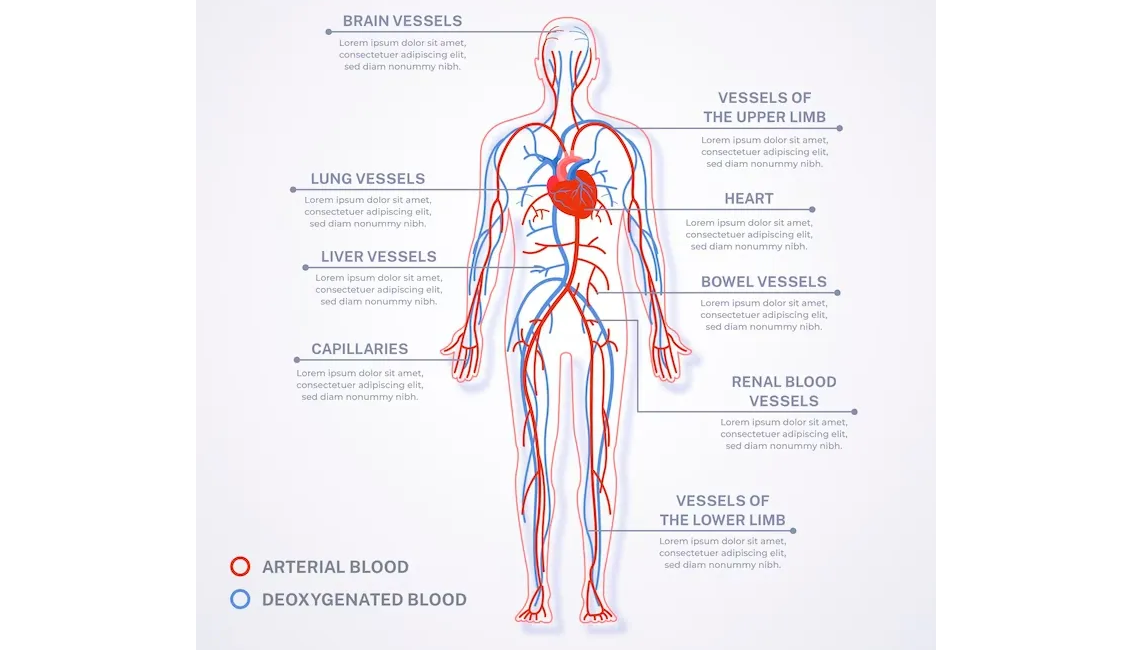 BRAIN VESSELS
Lorem ipsum dolor sit amet,
consectetuer adipiscing elit,
sed diam nonummy nibh.
VESSELS OF
THE UPPER LIMB
Lorem ipsum dolor sit amet,
consectetuer adipiscing elit,
sed diam nonummy nibh.
LUNG VESSELS
Lorem ipsum dolor sit amet,
consectetuer adipiscing elit,
sed diam nonummy nibh.
HEART
Lorem ipsum dolor sit amet,
consectetuer adipiscing elit,
sed diam nonummy nibh.
LIVER VESSELS
Lorem ipsum dolor sit amet,
consectetuer adipiscing elit,
sed diam nonummy nibh.
BOWEL VESSELS
Lorem ipsum dolor sit amet,
consectetuer adipiscing elit,
sed diam nonummy nibh.
CAPILLARIES
Lorem ipsum dolor sit amet,
consectetuer adipiscing elit,
sed diam nonummy nibh.
RENAL BLOOD
VESSELS
Lorem ipsum dolor sit amet,
consectetuer adipiscing elit,
sed diam nonummy nibh.
VESSELS OF
THE LOWER LIMB
Lorem ipsum dolor sit amet,
consectetuer adipiscing elit,
sed diam nonummy nibh.
ARTERIAL BLOOD
DEOXYGENATED BLOOD